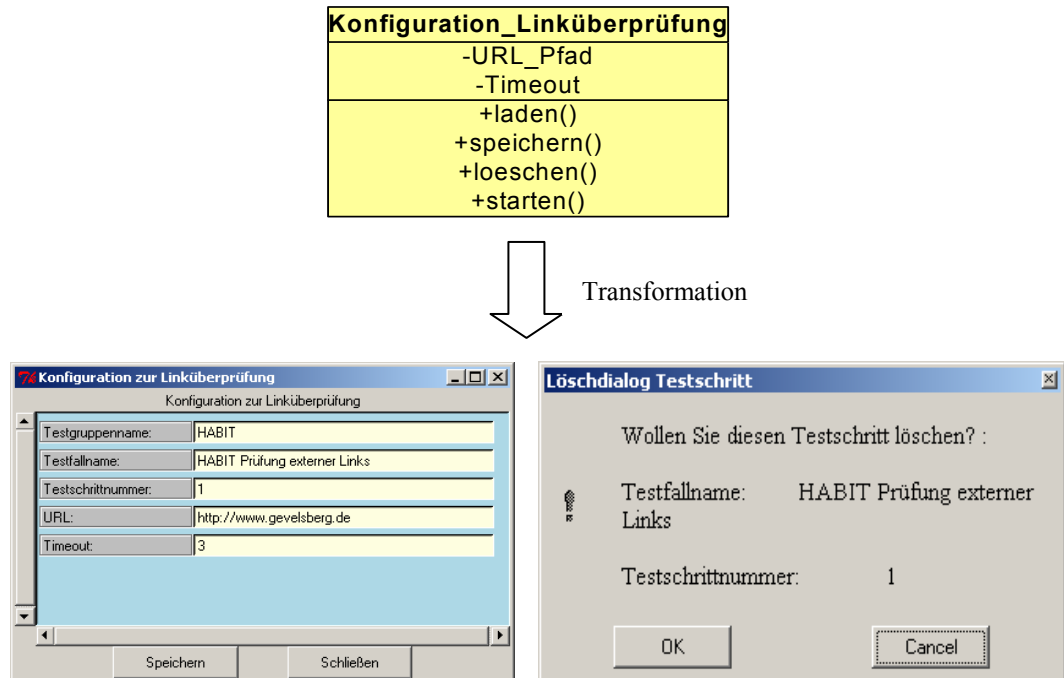 Konfiguration_Linküberprüfung
-URL_Pfad
-Timeout
+laden()
+speichern()
+loeschen()
+starten()
Transformation
Konfiguration zur Linküberprüfung
Konfiguration zur Linküberprüfung
Testgruppenname: HABIT
Testfallname: HABIT Prüfung externer Links
Testschrittnummer: 1
URL: http://www.gevelsberg.de
Timeout: 3
Speichern Schließen
Löschdialog Testschritt
Wollen Sie diesen Testschritt löschen? :
Testfallname: HABIT Prüfung externer
Links
Testschrittnummer: 1
OK Cancel